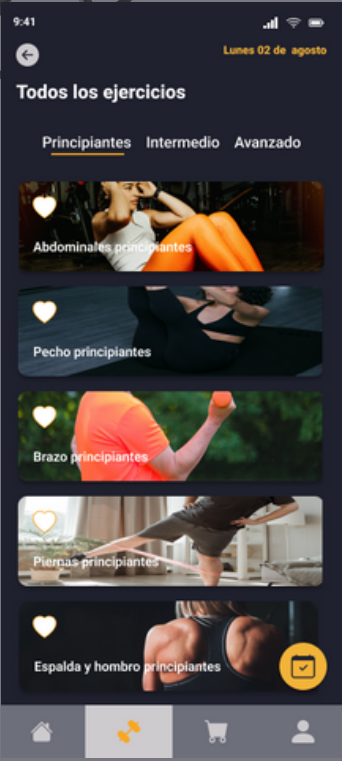 9:41
Lunes 02 de agosto
Todos los ejercicios
Principiantes Intermedio Avanzado
Abdominales principiantes
Pecho principiantes
Brazo principiantes
Piernas principiantes
Espalda y hombro principiantes